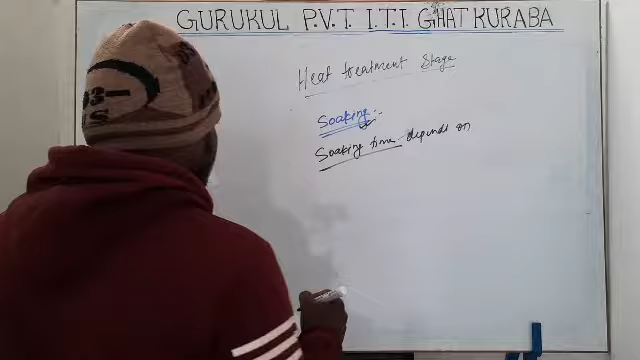 GURUKUL P.V.T I.T.I. GHAT KURABA
Heat treatment Stage
Soaking :-
Soaking time depends on